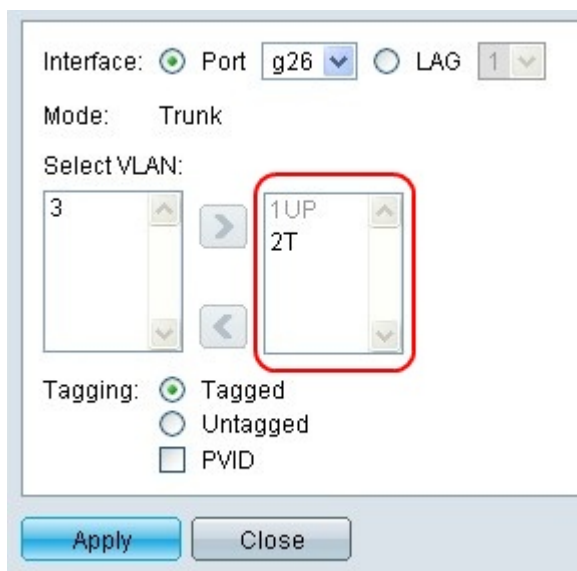 Interface: Port g26 LAG 1
Mode: Trunk
Select VLAN:
3 1UP
2T
Tagging: Tagged
Untagged
PVID
Apply Close